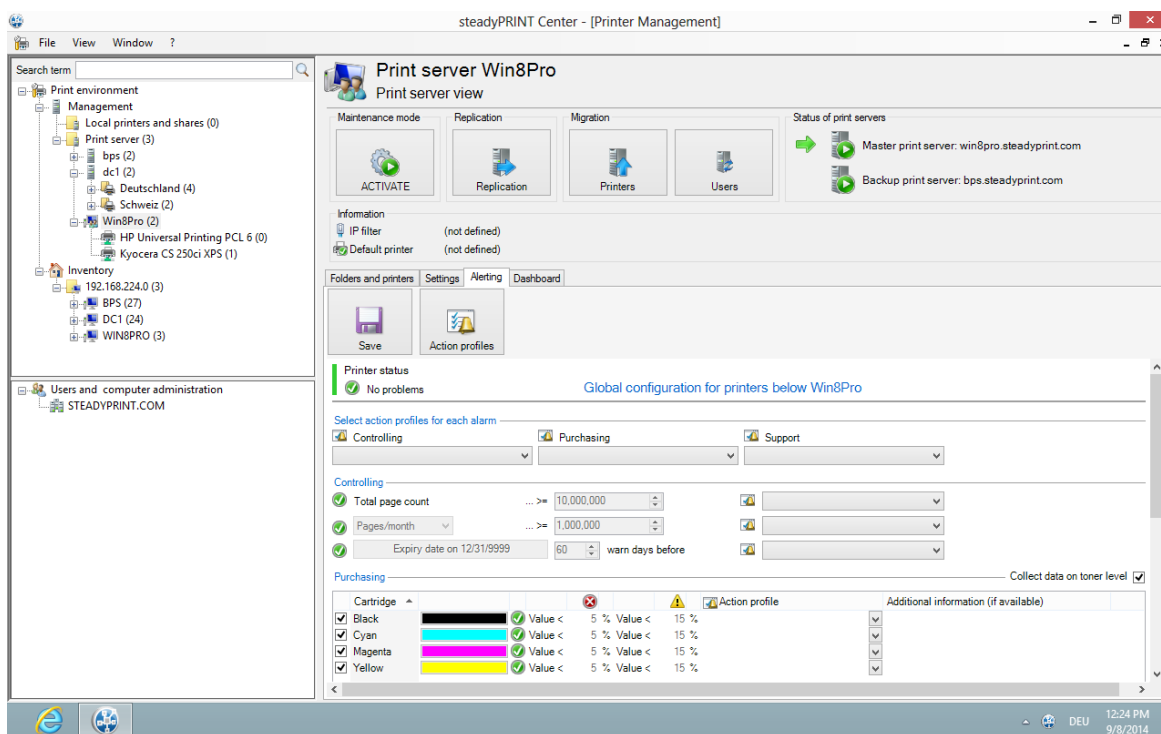 steadyPRINT Center - [Printer Management]
File View Window ?
Search term
Print environment
Management
Local printers and shares (0)
Print server (3)
bps (2)
dc1 (2)
Deutschland (4)
Schweiz (2)
Win8Pro (2)
HP Universal Printing PCL 6 (0)
Kyocera CS 250ci XPS (1)
Inventory
192.168.224.0 (3)
BPS (27)
DC1 (24)
WIN8PRO (3)
Users and computer administration
STEADYPRINT.COM
Print server Win8Pro
Print server view
Maintenance mode Replication Migration Status of print servers
ACTIVATE Replication Printers Users
Master print server: win8pro.steadyprint.com
Backup print server: bps.steadyprint.com
Information
IP filter (not defined)
Default printer (not defined)
Folders and printers Settings Alerting Dashboard
Save Action profiles
Printer status
No problems Global configuration for printers below Win8Pro
Select action profiles for each alarm
Controlling Purchasing Support
Controlling
Total page count ... >= 10,000,000
Pages/month ... >= 1,000,000
Expiry date on 12/31/9999 60 warn days before
Purchasing Collect data on toner level
Cartridge Action profile Additional information (if available)
Black Value < 5 % Value < 15 %
Cyan Value < 5 % Value < 15 %
Magenta Value < 5 % Value < 15 %
Yellow Value < 5 % Value < 15 %
DEU 12:24 PM
9/8/2014